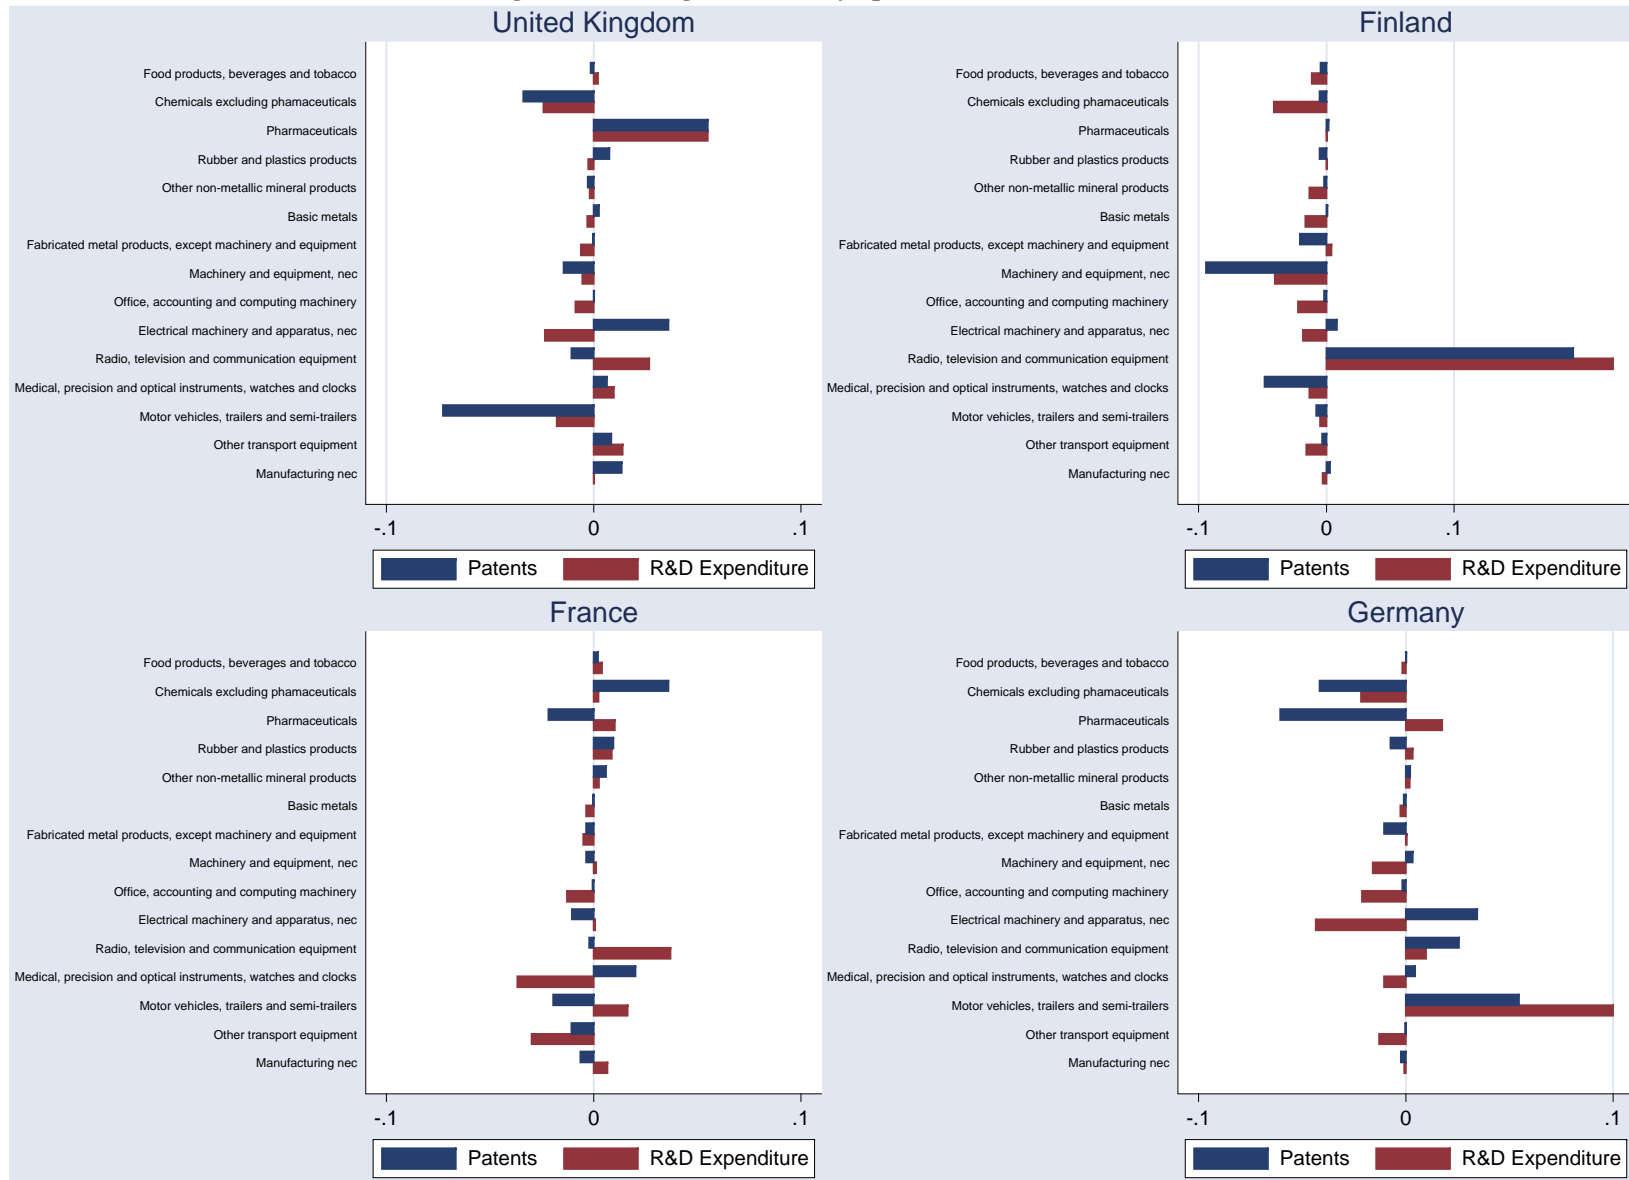 United Kingdom
Food products, beverages and tobacco
Chemicals excluding phamaceuticals
Pharmaceuticals
Rubber and plastics products
Other non-metallic mineral products
Basic metals
Fabricated metal products, except machinery and equipment
Machinery and equipment, nec
Office, accounting and computing machinery
Electrical machinery and apparatus, nec
Radio, television and communication equipment
Medical, precision and optical instruments, watches and clocks
Motor vehicles, trailers and semi-trailers
Other transport equipment
Manufacturing nec
-.1 0 .1
Patents R&D Expenditure
Finland
Food products, beverages and tobacco
Chemicals excluding phamaceuticals
Pharmaceuticals
Rubber and plastics products
Other non-metallic mineral products
Basic metals
Fabricated metal products, except machinery and equipment
Machinery and equipment, nec
Office, accounting and computing machinery
Electrical machinery and apparatus, nec
Radio, television and communication equipment
Medical, precision and optical instruments, watches and clocks
Motor vehicles, trailers and semi-trailers
Other transport equipment
Manufacturing nec
-.1 0 .1
Patents R&D Expenditure
France
Food products, beverages and tobacco
Chemicals excluding phamaceuticals
Pharmaceuticals
Rubber and plastics products
Other non-metallic mineral products
Basic metals
Fabricated metal products, except machinery and equipment
Machinery and equipment, nec
Office, accounting and computing machinery
Electrical machinery and apparatus, nec
Radio, television and communication equipment
Medical, precision and optical instruments, watches and clocks
Motor vehicles, trailers and semi-trailers
Other transport equipment
Manufacturing nec
-.1 0 .1
Patents R&D Expenditure
Germany
Food products, beverages and tobacco
Chemicals excluding phamaceuticals
Pharmaceuticals
Rubber and plastics products
Other non-metallic mineral products
Basic metals
Fabricated metal products, except machinery and equipment
Machinery and equipment, nec
Office, accounting and computing machinery
Electrical machinery and apparatus, nec
Radio, television and communication equipment
Medical, precision and optical instruments, watches and clocks
Motor vehicles, trailers and semi-trailers
Other transport equipment
Manufacturing nec
-.1 0 .1
Patents R&D Expenditure